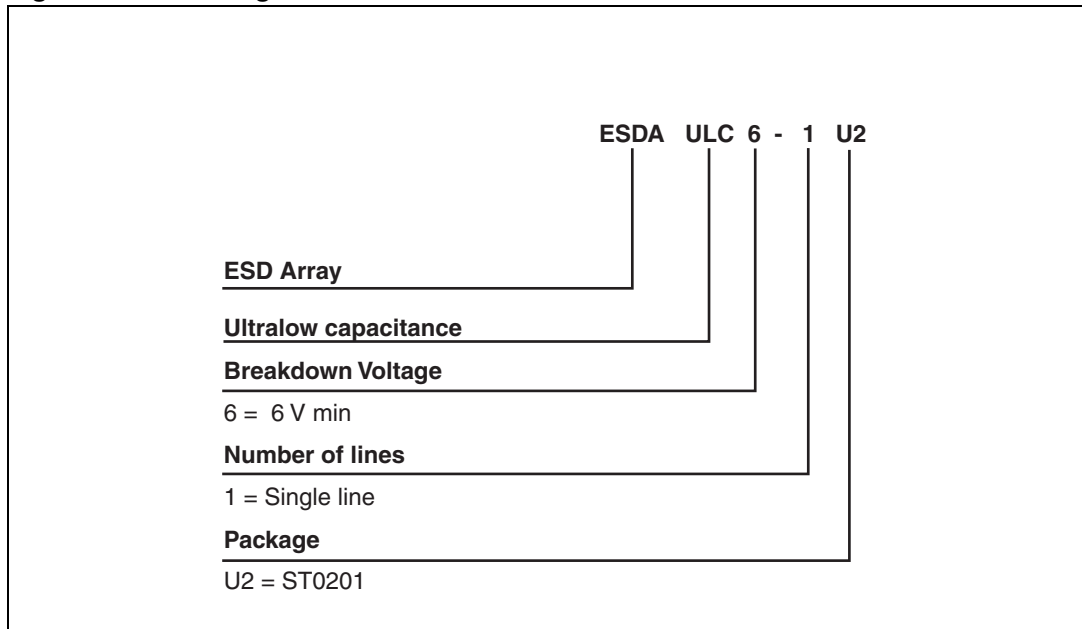 ESDA ULC 6 - 1 U2
ESD Array
Ultralow capacitance
Breakdown Voltage
6 = 6 V min
Number of lines
1 = Single line
Package
U2 = ST0201